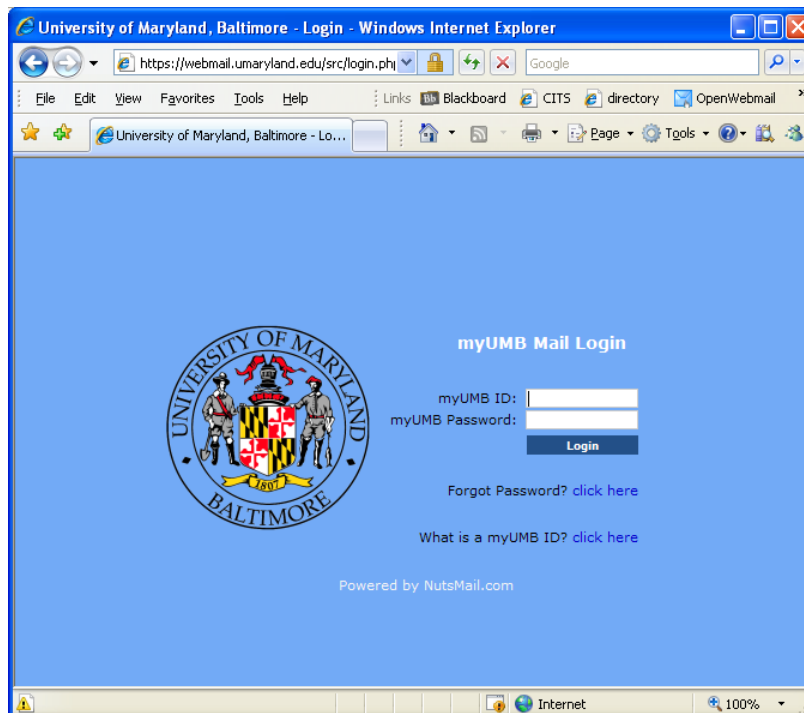 University of Maryland, Baltimore - Login - Windows Internet Explorer
https://webmail.umaryland.edu/src/login.php
Google
File Edit View Favorites Tools Help Links Bb Blackboard CITS directory OpenWebmail »
University of Maryland, Baltimore - Lo... Page Tools
UNIVERSITY OF MARYLAND
1807
BALTIMORE
myUMB Mail Login
myUMB ID:
myUMB Password:
Login
Forgot Password? click here
What is a myUMB ID? click here
Powered by NutsMail.com
Internet 100%